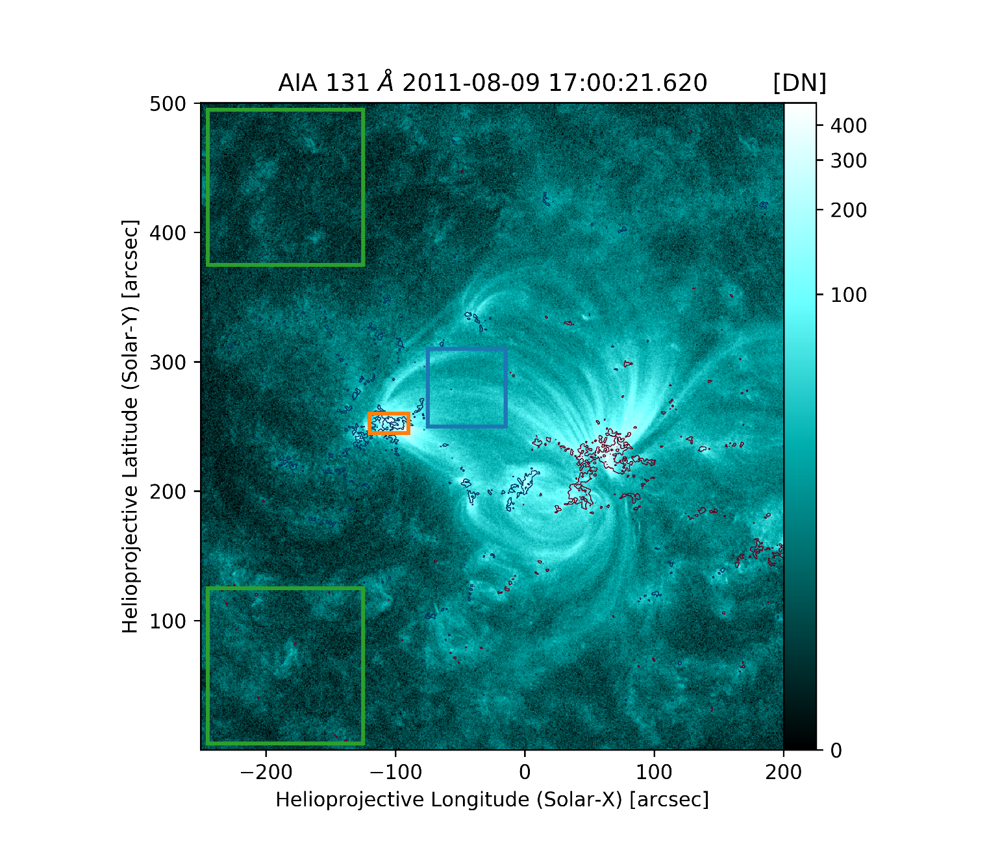 AIA 131 Å 2011-08-09 17:00:21.620 [DN]
500
400
300
200
100
400
300
200
100
0
−200 −100 0 100 200
Helioprojective Longitude (Solar-X) [arcsec]
Helioprojective Latitude (Solar-Y) [arcsec]